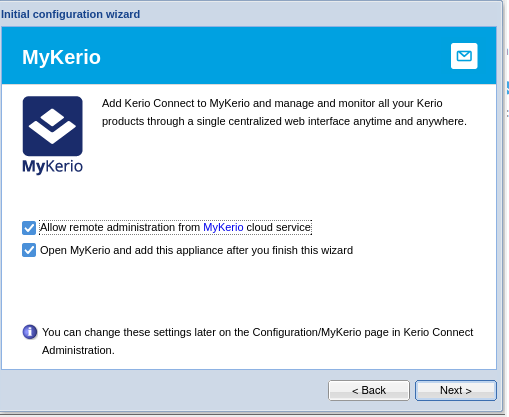 Initial configuration wizard
MyKerio
Add Kerio Connect to MyKerio and manage and monitor all your Kerio
products through a single centralized web interface anytime and anywhere.
MyKerio
Allow remote administration from MyKerio cloud service
Open MyKerio and add this appliance after you finish this wizard
You can change these settings later on the Configuration/MyKerio page in Kerio Connect
Administration.
< Back Next >